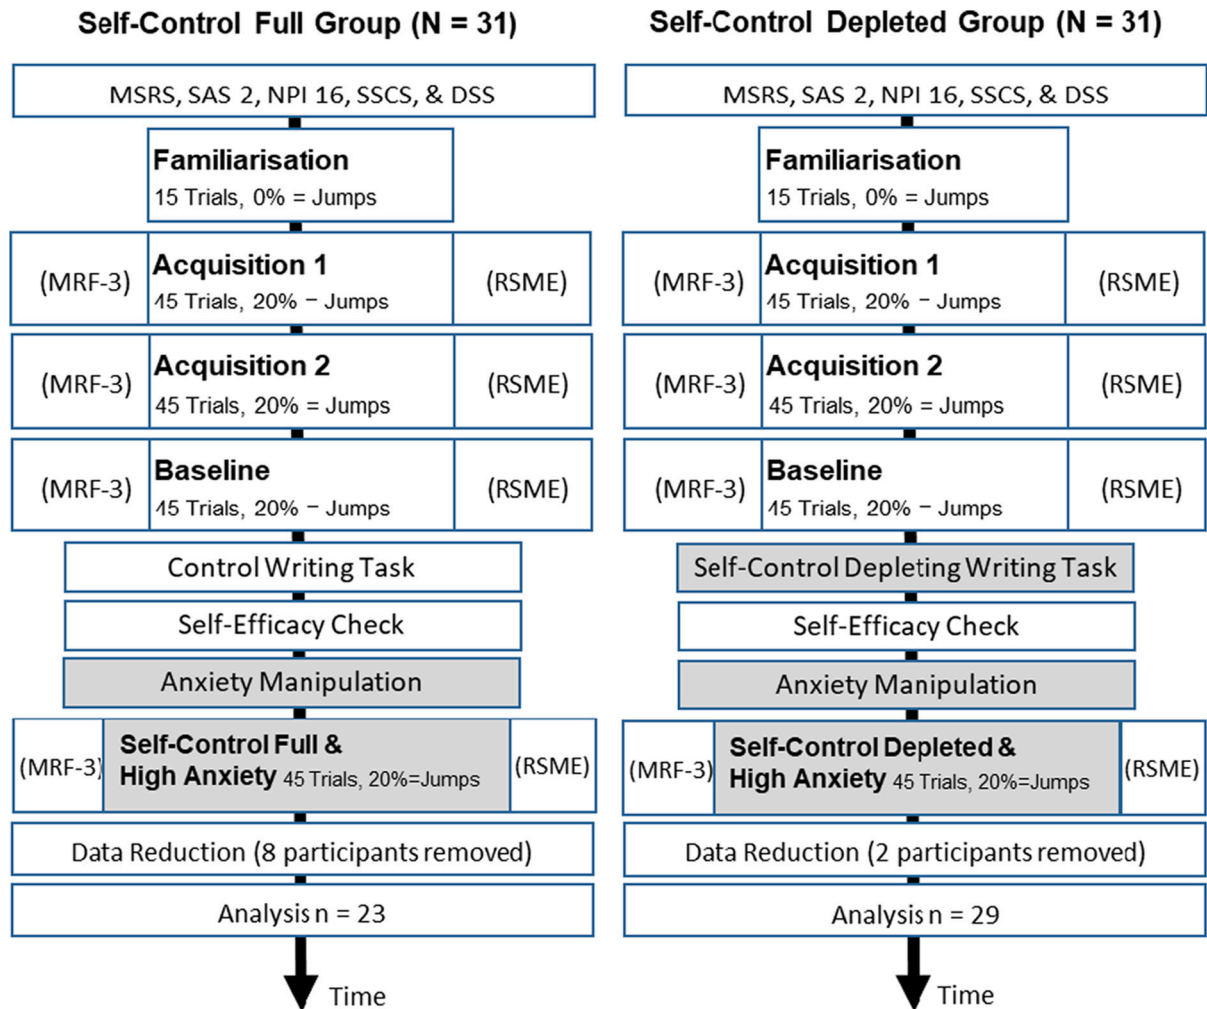 Self-Control Full Group (N = 31)
MSRS, SAS 2, NPI 16, SSCS, & DSS
Familiarisation
15 Trials, 0% = Jumps
(MRF-3)
Acquisition 1
45 Trials, 20% = Jumps
(RSME)
(MRF-3)
Acquisition 2
45 Trials, 20% = Jumps
(RSME)
(MRF-3)
Baseline
45 Trials, 20% = Jumps
(RSME)
Control Writing Task
Self-Efficacy Check
Anxiety Manipulation
(MRF-3)
Self-Control Full &
High Anxiety 45 Trials, 20%=Jumps
(RSME)
Data Reduction (8 participants removed)
Analysis n = 23
Time
Self-Control Depleted Group (N = 31)
MSRS, SAS 2, NPI 16, SSCS, & DSS
Familiarisation
15 Trials, 0% = Jumps
(MRF-3)
Acquisition 1
45 Trials, 20% = Jumps
(RSME)
(MRF-3)
Acquisition 2
45 Trials, 20% = Jumps
(RSME)
(MRF-3)
Baseline
45 Trials, 20% = Jumps
(RSME)
Self-Control Depleting Writing Task
Self-Efficacy Check
Anxiety Manipulation
(MRF-3)
Self-Control Depleted &
High Anxiety 45 Trials, 20%=Jumps
(RSME)
Data Reduction (2 participants removed)
Analysis n = 29
Time